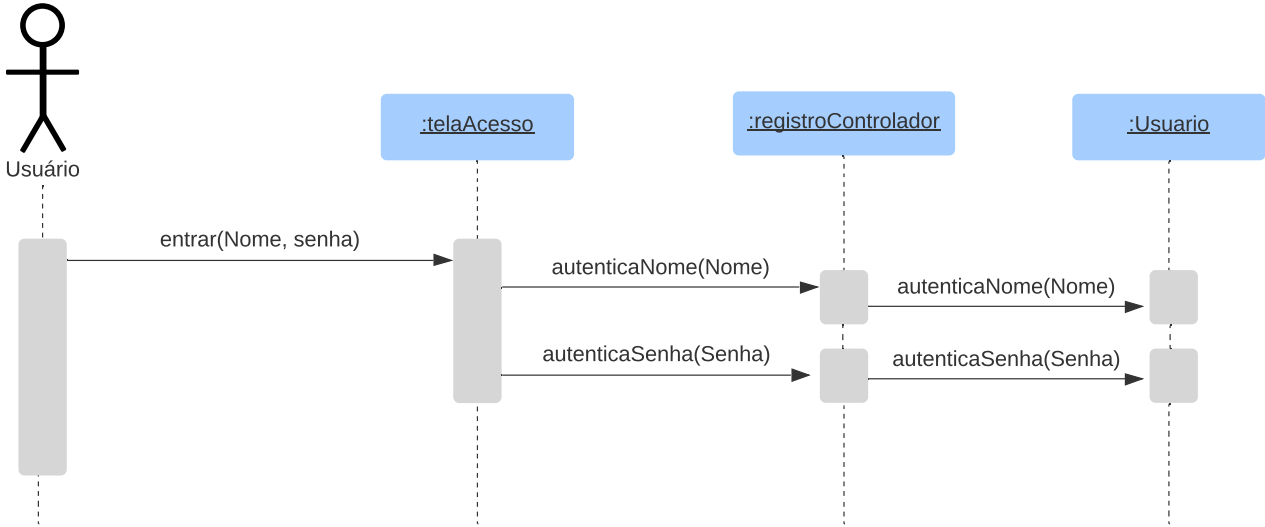 Usuário
:telaAcesso
:registroControlador
:Usuario
entrar(Nome, senha)
autenticaNome(Nome)
autenticaNome(Nome)
autenticaSenha(Senha)
autenticaSenha(Senha)